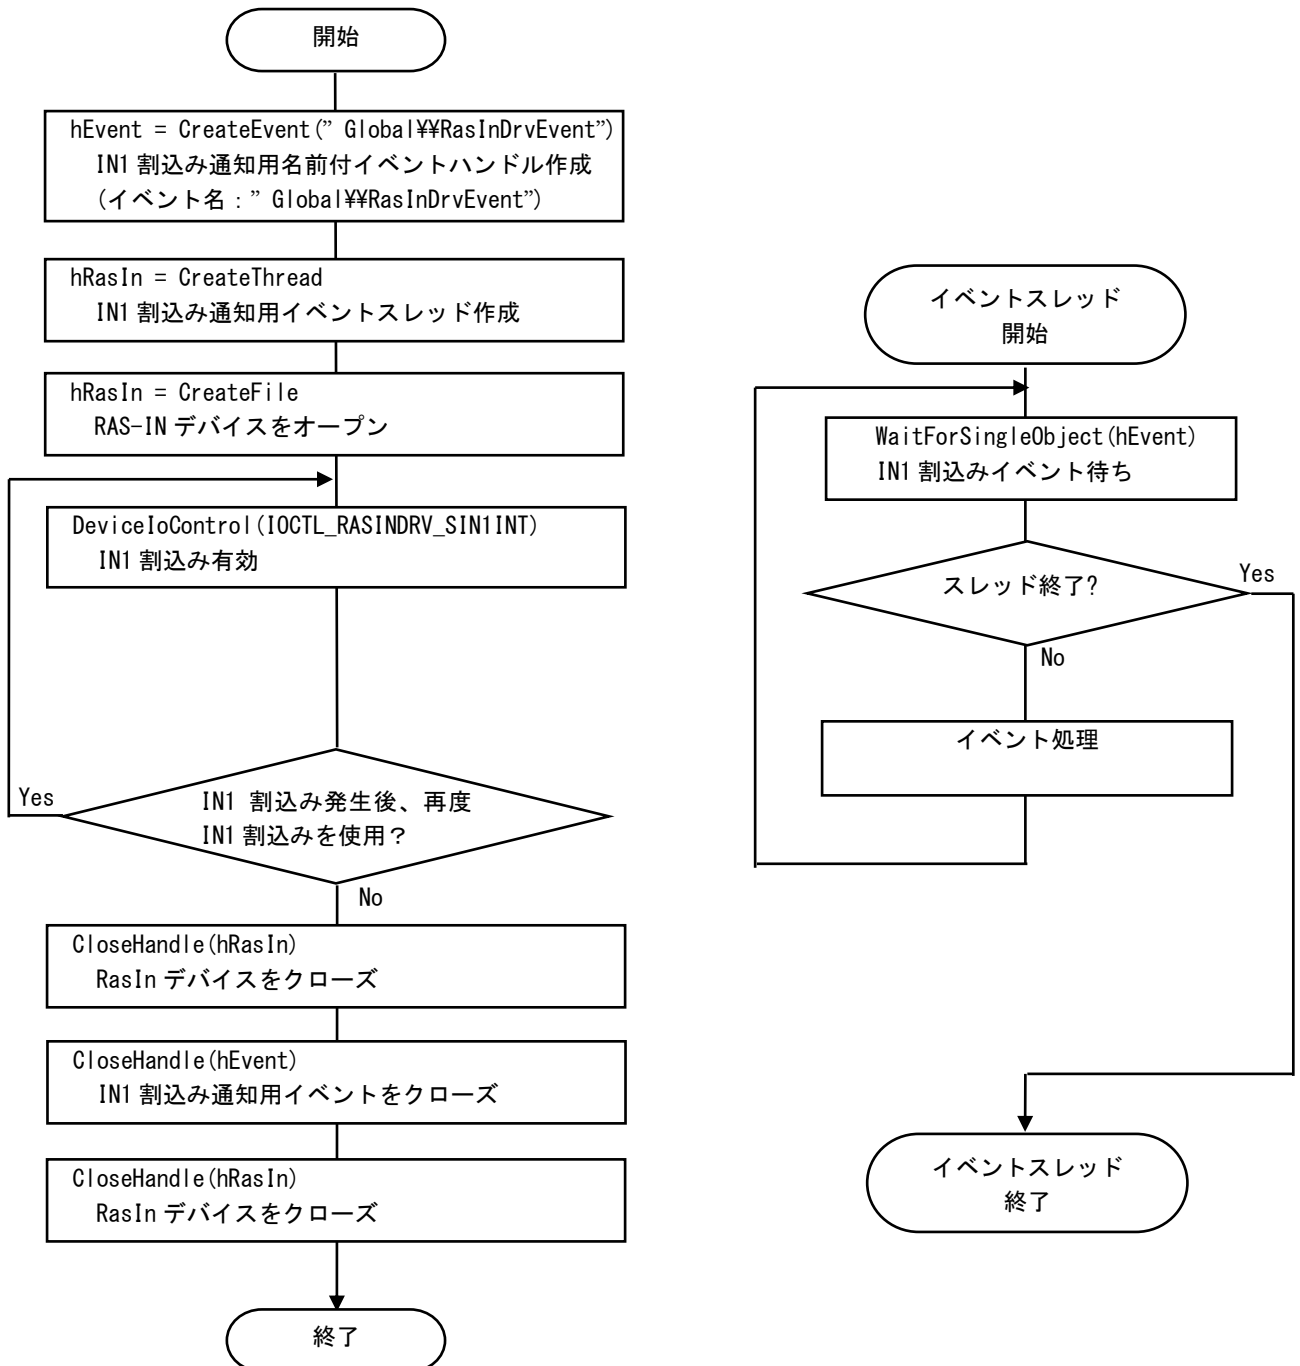 開始
hEvent = CreateEvent(” Global¥¥RasInDrvEvent”)
IN1 割込み通知用名前付イベントハンドル作成
(イベント名：” Global¥¥RasInDrvEvent”)
hRasIn = CreateThread
IN1 割込み通知用イベントスレッド作成
hRasIn = CreateFile
RAS-IN デバイスをオープン
DeviceIoControl(IOCTL_RASINDRV_SIN1INT)
IN1 割込み有効
Yes
IN1 割込み発生後、再度
IN1 割込みを使用？
No
CloseHandle(hRasIn)
RasIn デバイスをクローズ
CloseHandle(hEvent)
IN1 割込み通知用イベントをクローズ
CloseHandle(hRasIn)
RasIn デバイスをクローズ
終了
イベントスレッド
開始
WaitForSingleObject(hEvent)
IN1 割込みイベント待ち
スレッド終了?
Yes
No
イベント処理
イベントスレッド
終了